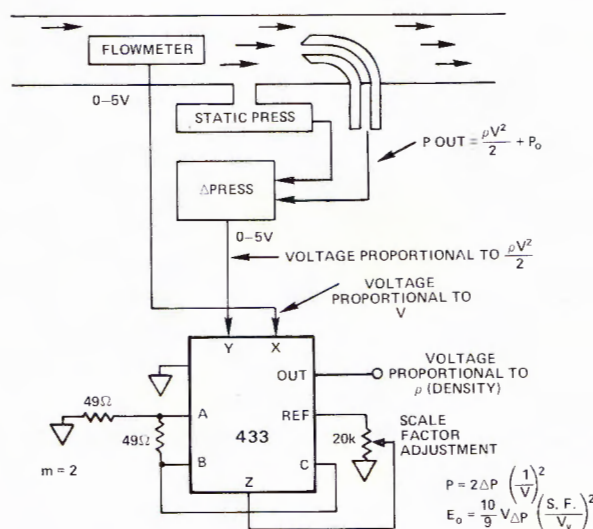 FLOWMETER
0–5V
STATIC PRESS
P OUT = ρV²/2 + P₀
ΔPRESS
0–5V
VOLTAGE PROPORTIONAL TO ρV²/2
VOLTAGE
PROPORTIONAL TO
V
Y X
OUT
VOLTAGE
PROPORTIONAL TO
ρ (DENSITY)
49Ω
A
REF
49Ω
433
20k
SCALE
FACTOR
ADJUSTMENT
m = 2
B
C
Z
P = 2ΔP (1/V)²
E₀ = 10/9 V_ΔP (S. F./V_v)²